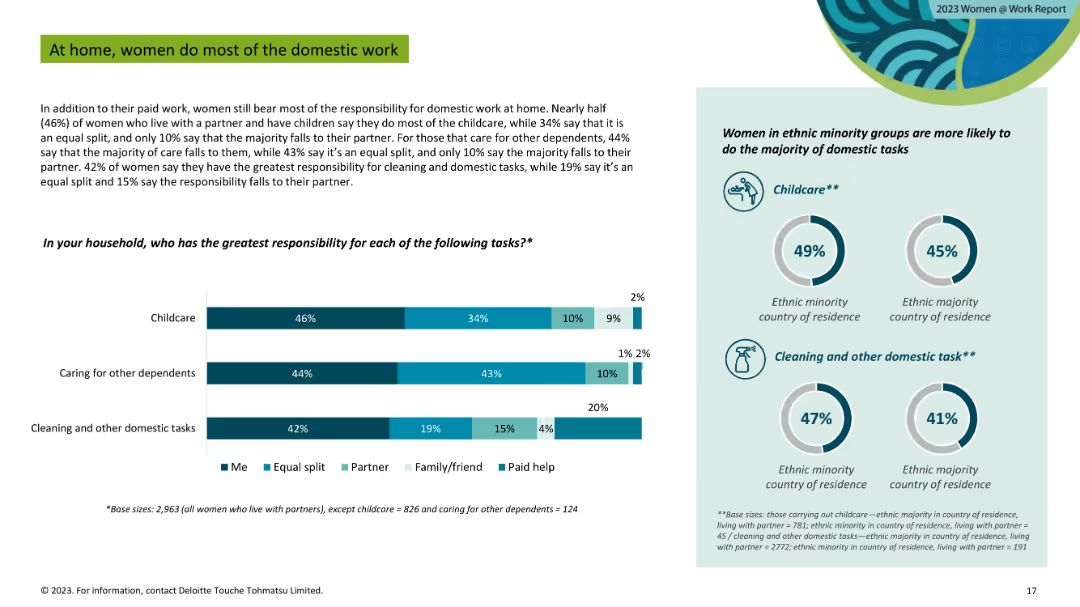 2023 Women @ Work Report
At home, women do most of the domestic work
In addition to their paid work, women still bear most of the responsibility for domestic work at home. Nearly half
(46%) of women who live with a partner and have children say they do most of the childcare, while 34% say that it is
an equal split, and only 10% say that the majority falls to their partner. For those that care for other dependents, 44%
say that the majority of care falls to them, while 43% say it's an equal split, and only 10% say the majority falls to their
partner. 42% of women say they have the greatest responsibility for cleaning and domestic tasks, while 19% say it's an
equal split and 15% say the responsibility falls to their partner.
In your household, who has the greatest responsibility for each of the following tasks?*
2%
Childcare 46% 34% 10% 9%
1% 2%
Caring for other dependents 44% 43% 10%
20%
Cleaning and other domestic tasks 42% 19% 15% 4%
Me Equal split Partner Family/friend Paid help
*Base sizes: 2,963 (all women who live with partners), except childcare = 826 and caring for other dependents = 124
Women in ethnic minority groups are more likely to
do the majority of domestic tasks
Childcare**
49% 45%
Ethnic minority Ethnic majority
country of residence country of residence
Cleaning and other domestic task**
47% 41%
Ethnic minority Ethnic majority
country of residence country of residence
**Base sizes: those carrying out childcare—ethnic majority in country of residence,
living with partner = 781; ethnic minority in country of residence, living with partner =
45 / cleaning and other domestic tasks—ethnic majority in country of residence, living
with partner = 2772; ethnic minority in country of residence, living with partner = 191
© 2023. For information, contact Deloitte Touche Tohmatsu Limited.
17